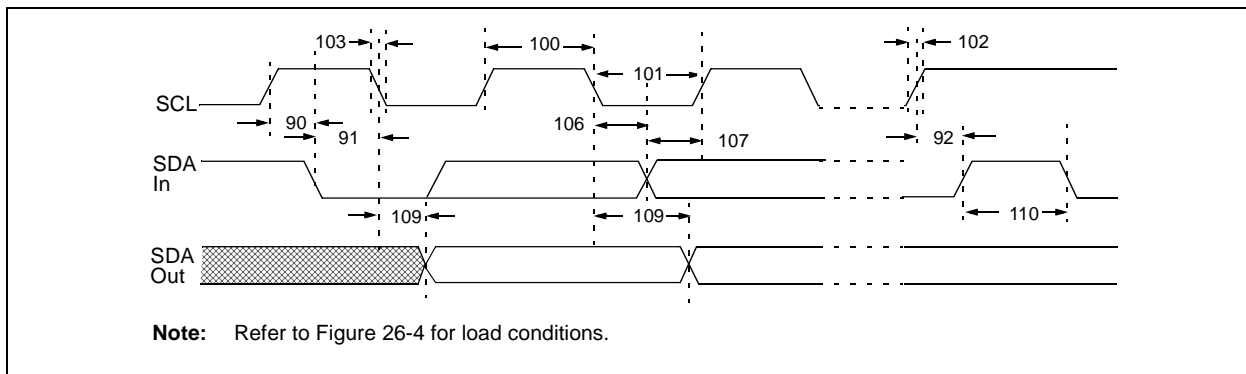 103
100
102
101
SCL
90
91
106
107
92
SDA
In
109
109
110
SDA
Out
Note: Refer to Figure 26-4 for load conditions.